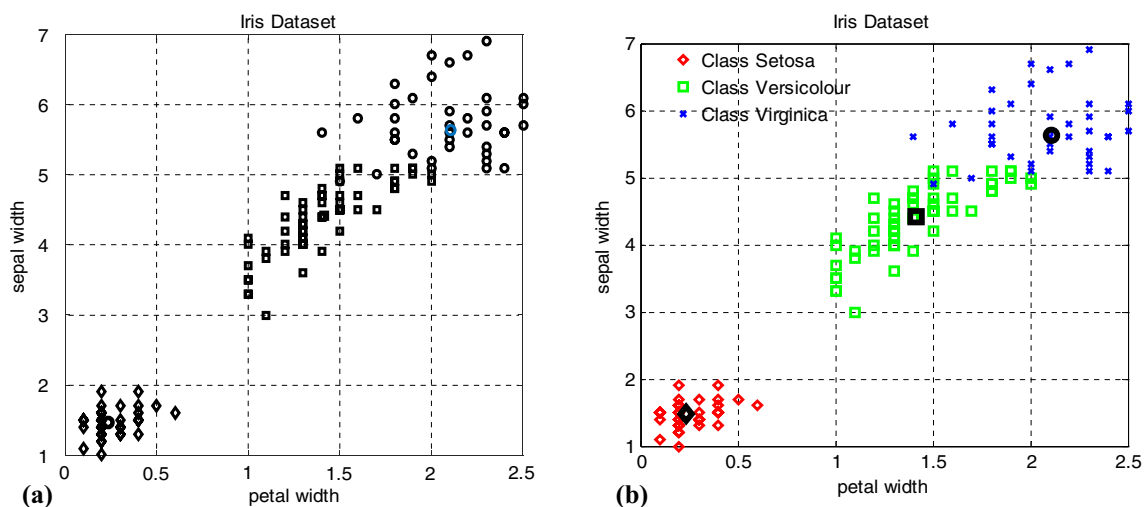 Iris Dataset
7
6
5
4
3
2
1
0
0.5
1
1.5
2
2.5
sepal width
petal width
(a)
Iris Dataset
Class Setosa
Class Versicolour
Class Virginica
7
6
5
4
3
2
1
0
0.5
1
1.5
2
2.5
sepal width
petal width
(b)